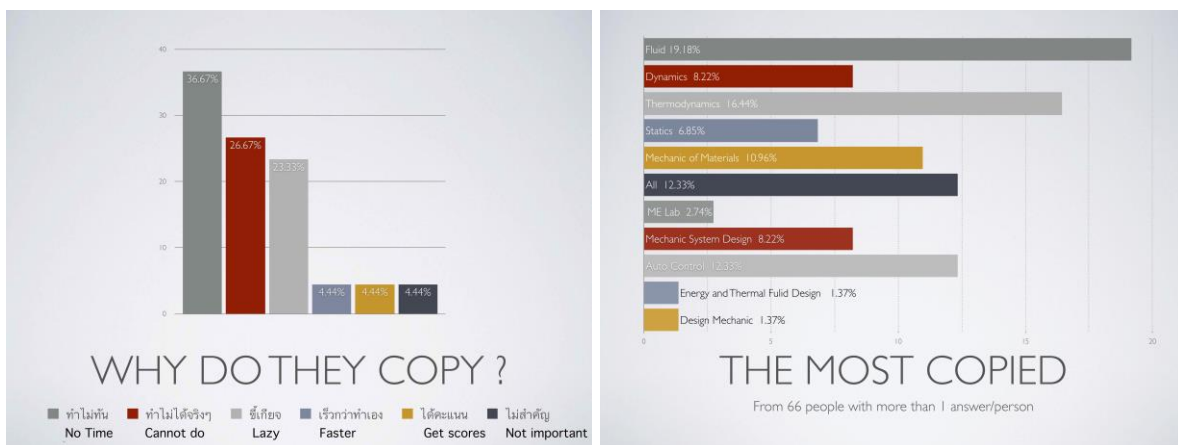 40
36.67%
30
26.67%
23.33%
20
10
4.44% 4.44% 4.44%
0
WHY DO THEY COPY ?
ทำไม่ทัน ทำไม่ได้จริงๆ ขี้เกียจ เร็วกว่าทำเอง ได้คะแนน ไม่สำคัญ
No Time Cannot do Lazy Faster Get scores Not important
Fluid 19.18%
Dynamics 8.22%
Thermodynamics 16.44%
Statics 6.85%
Mechanic of Materials 10.96%
All 12.33%
ME Lab 2.74%
Mechanic System Design 8.22%
Auto Control 12.33%
Energy and Thermal Fulid Design 1.37%
Design Mechanic 1.37%
0 5 10 15 20
THE MOST COPIED
From 66 people with more than 1 answer/person